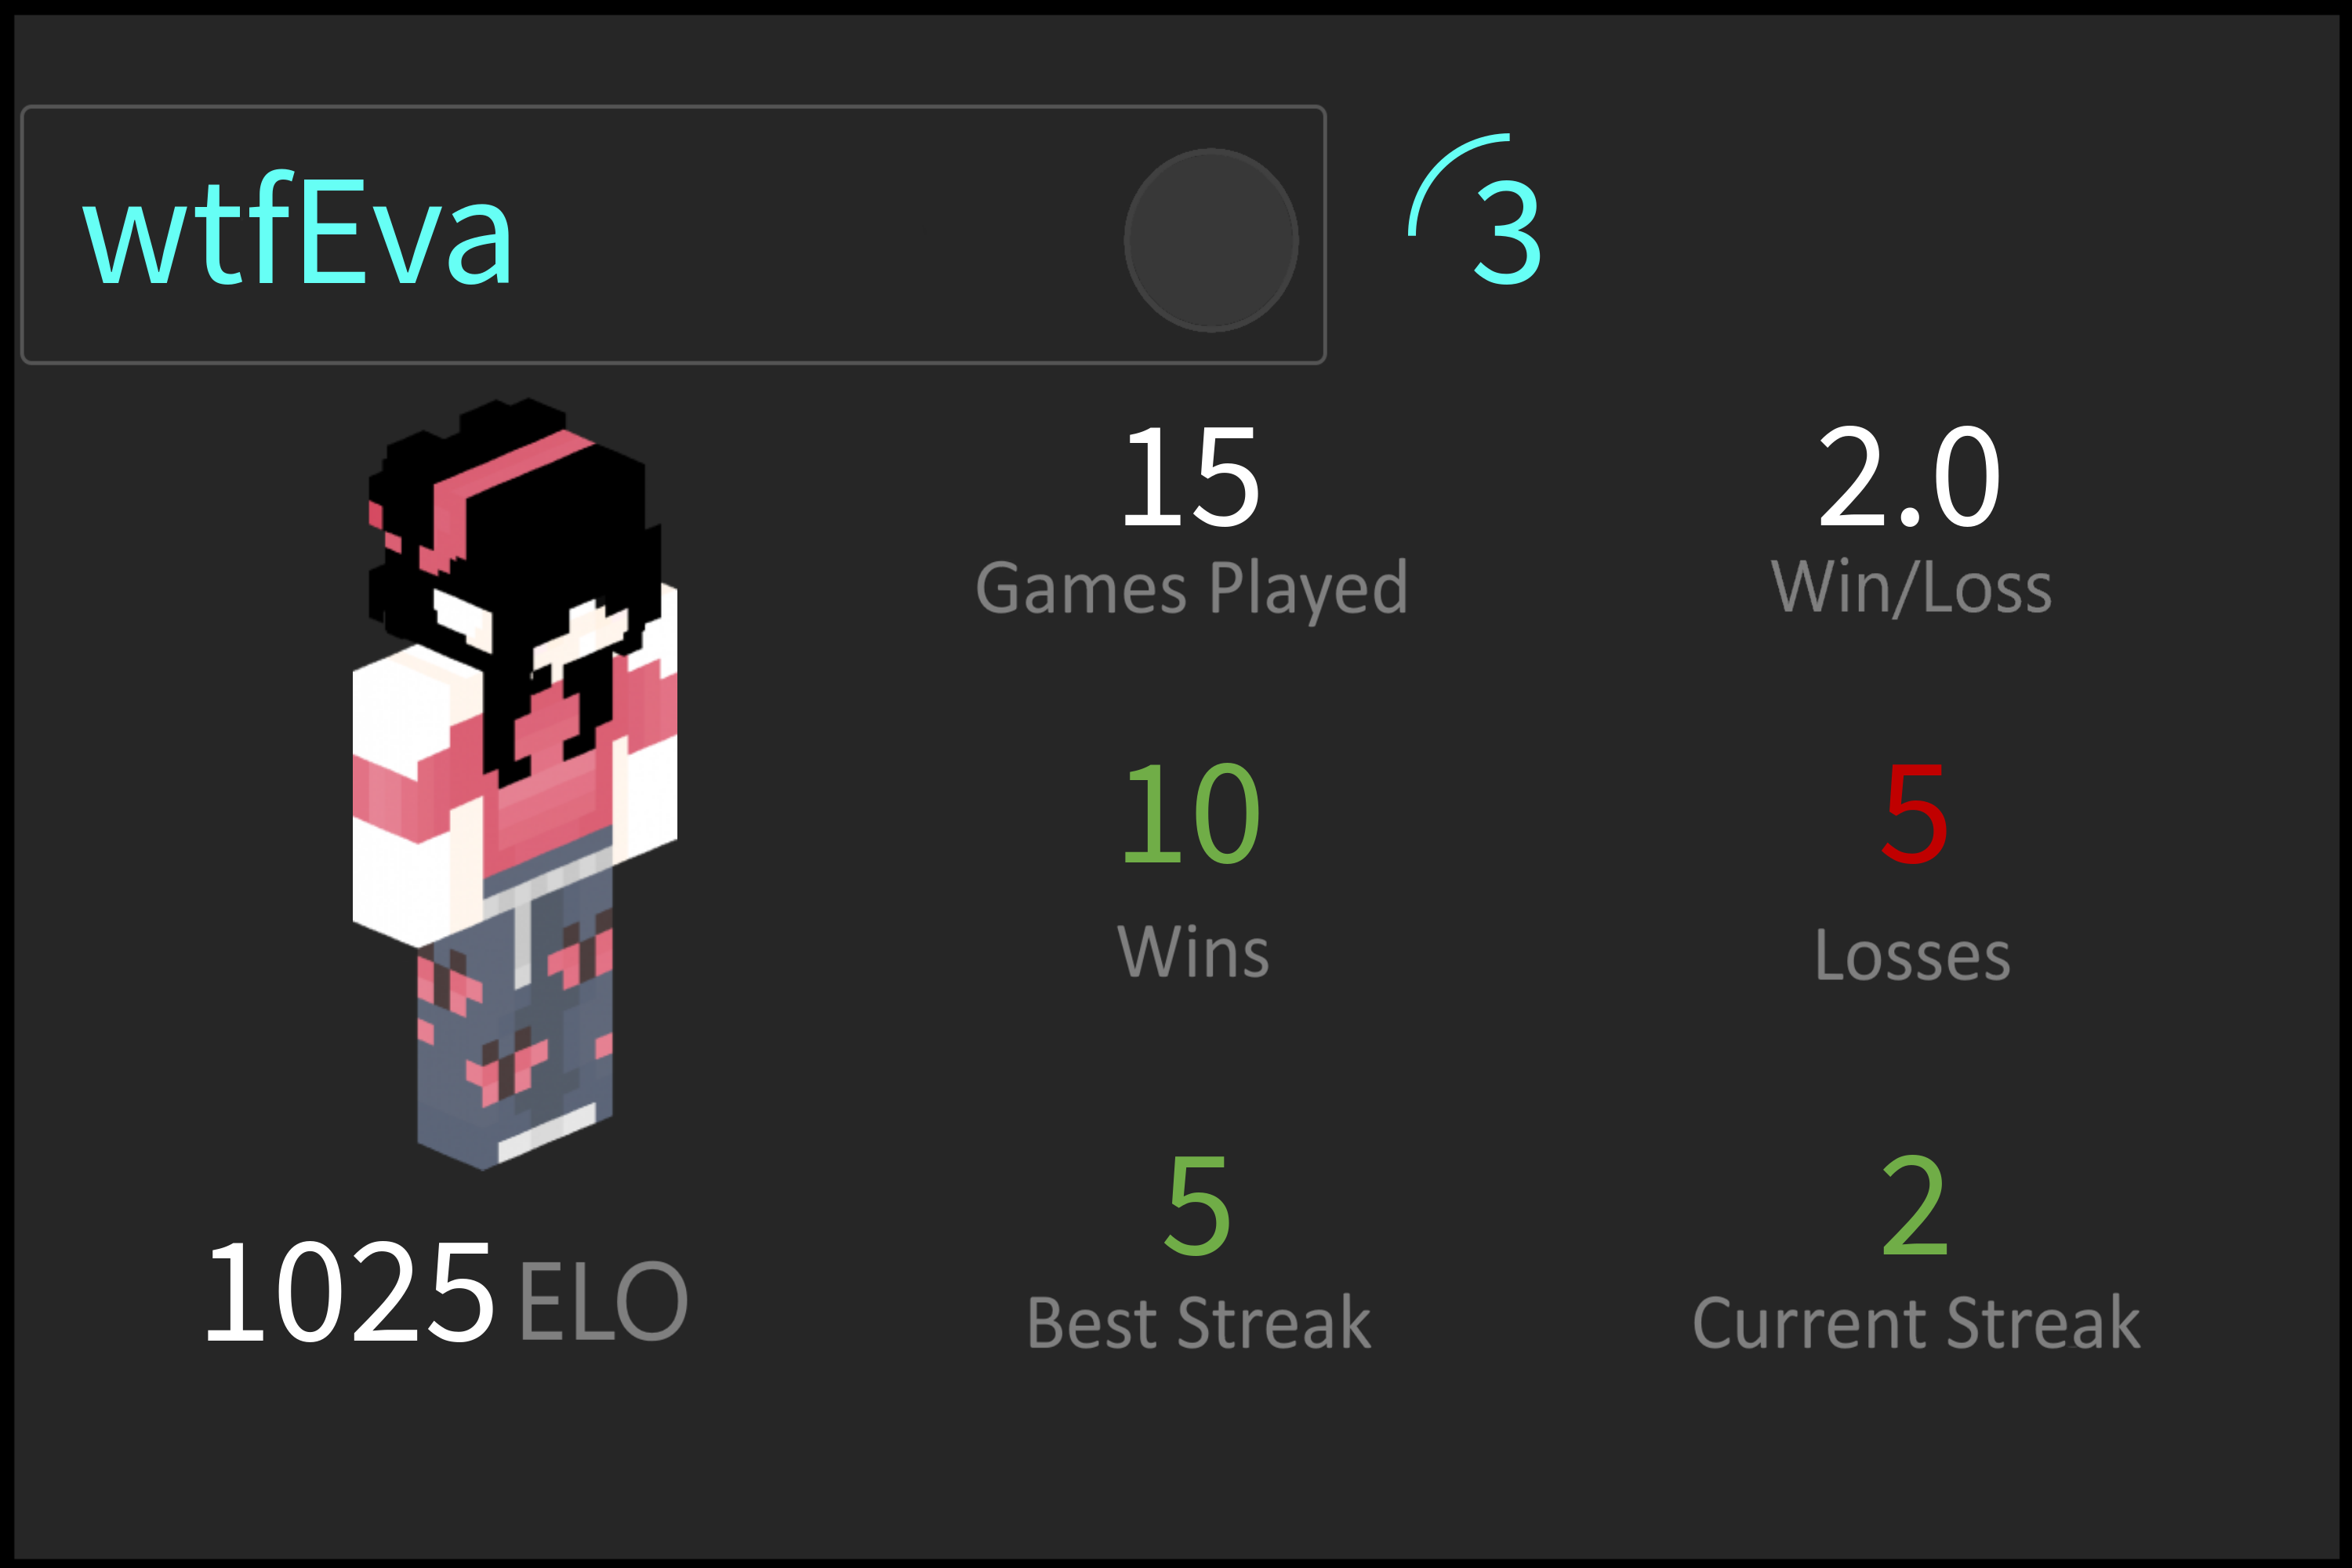 wtfEva
3
15
Games Played
2.0
Win/Loss
10
Wins
5
Losses
5
Best Streak
2
Current Streak
1025 ELO